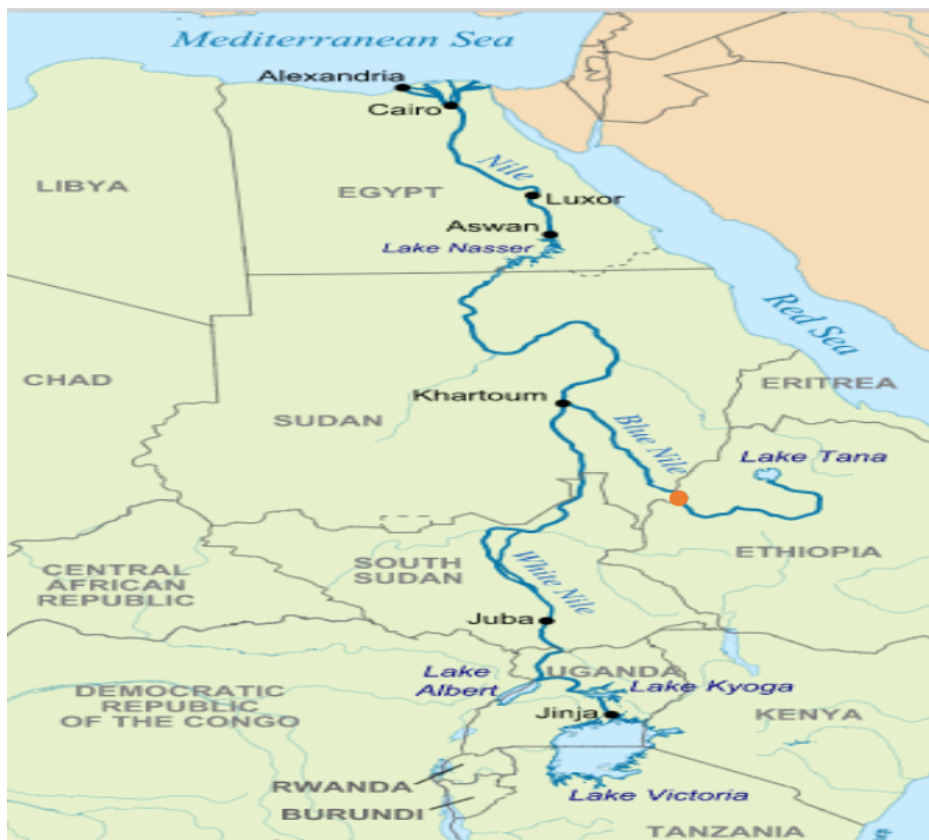 Mediterranean Sea
Alexandria
Cairo
Nile
LIBYA
EGYPT
Luxor
Aswan
Lake Nasser
Red Sea
CHAD
ERITREA
Khartoum
SUDAN
Blue Nile
Lake Tana
ETHIOPIA
CENTRAL
AFRICAN
REPUBLIC
SOUTH
SUDAN
White Nile
Juba
Lake
Albert
UGANDA
Lake Kyoga
DEMOCRATIC
REPUBLIC
OF THE CONGO
Jinja
KENYA
RWANDA
BURUNDI
Lake Victoria
TANZANIA